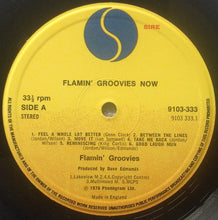 SIRE
FLAMIN' GROOVIES NOW
33⅓ rpm
SIDE A
STEREO
9103-333
9103 333.1
1. FEEL A WHOLE LOT BETTER (Gene Clark) 2. BETWEEN THE LINES
(Jordan/Wilson) 3. MOVE IT (Ian Samwell) 4. TAKE ME BACK (Jordan/
Wilson) 5. REMINISCING (King Curtis) 6. GOOD LAUGH MUN
(Jordan/Wilson/Edmunds)
Flamin' Groovies
Produced by Dave Edmunds
℗ 1978 Phonogram Ltd.
Made in England